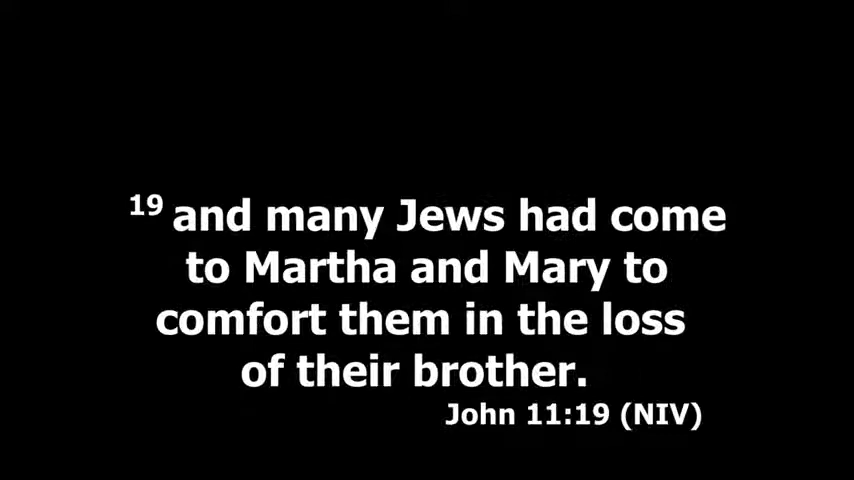 19 and many Jews had come
to Martha and Mary to
comfort them in the loss
of their brother.
John 11:19 (NIV)